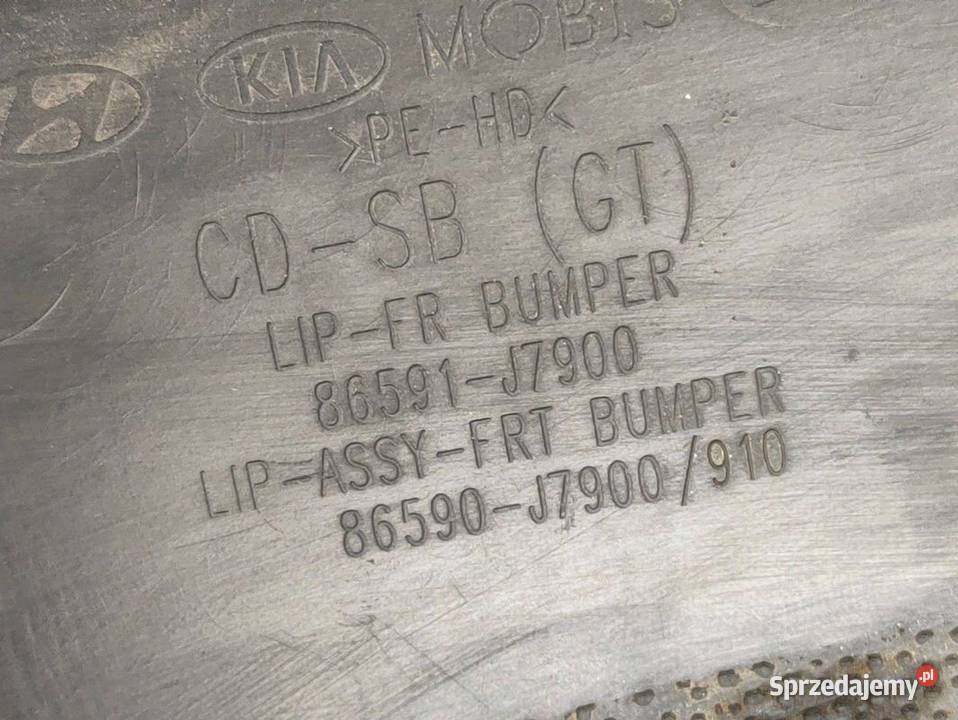 KIA MOBIS
>PE-HD<
CD-SB (GT)
LIP-FR BUMPER
86591-J7900
LIP-ASSY-FRT BUMPER
86590-J7900/910
Sprzedajemy.pl